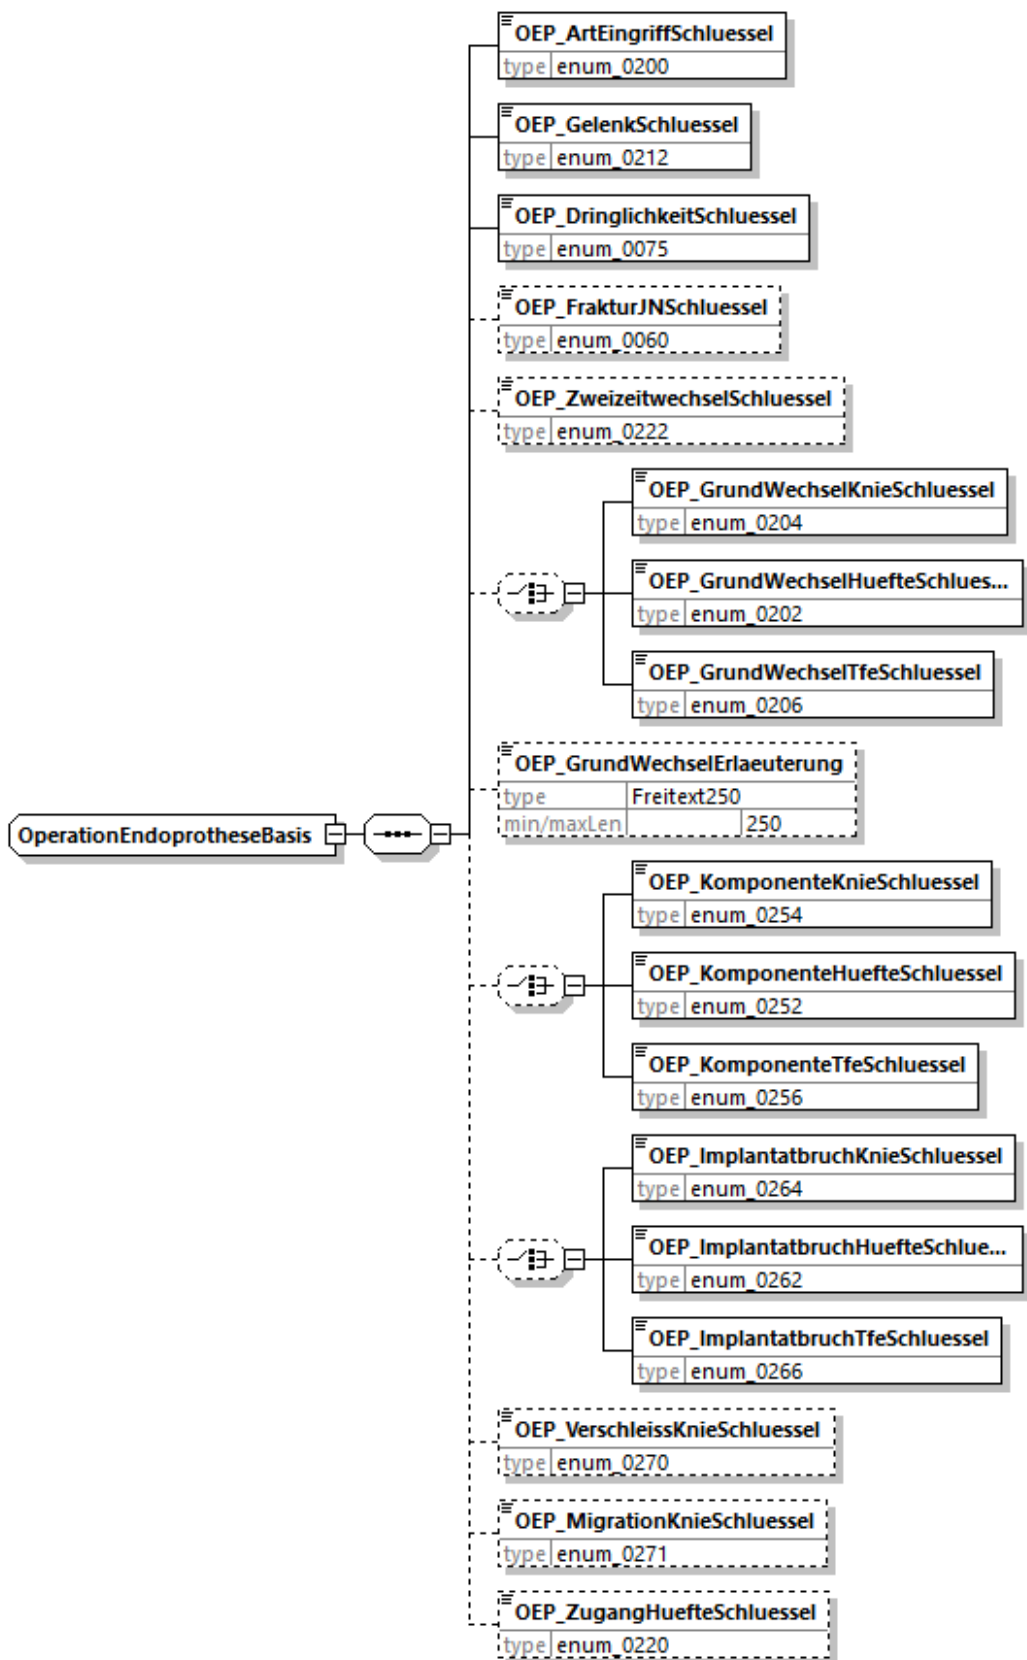 OEP_ArtEingriffSchluessel
type enum_0200
OEP_GelenkSchluessel
type enum_0212
OEP_DringlichkeitSchluessel
type enum_0075
OEP_FrakturJNSchluessel
type enum_0060
OEP_ZweizeitwechselSchluessel
type enum_0222
OEP_GrundWechselKnieSchluessel
type enum_0204
OEP_GrundWechselHuefteSchlues...
type enum_0202
OEP_GrundWechselTfeSchluessel
type enum_0206
OEP_GrundWechselErlaeuterung
type Freitext250
min/maxLen 250
OperationEndoprotheseBasis
OEP_KomponenteKnieSchluessel
type enum_0254
OEP_KomponenteHuefteSchluessel
type enum_0252
OEP_KomponenteTfeSchluessel
type enum_0256
OEP_ImplantatbruchKnieSchluessel
type enum_0264
OEP_ImplantatbruchHuefteSchlue...
type enum_0262
OEP_ImplantatbruchTfeSchluessel
type enum_0266
OEP_VerschleissKnieSchluessel
type enum_0270
OEP_MigrationKnieSchluessel
type enum_0271
OEP_ZugangHuefteSchluessel
type enum_0220